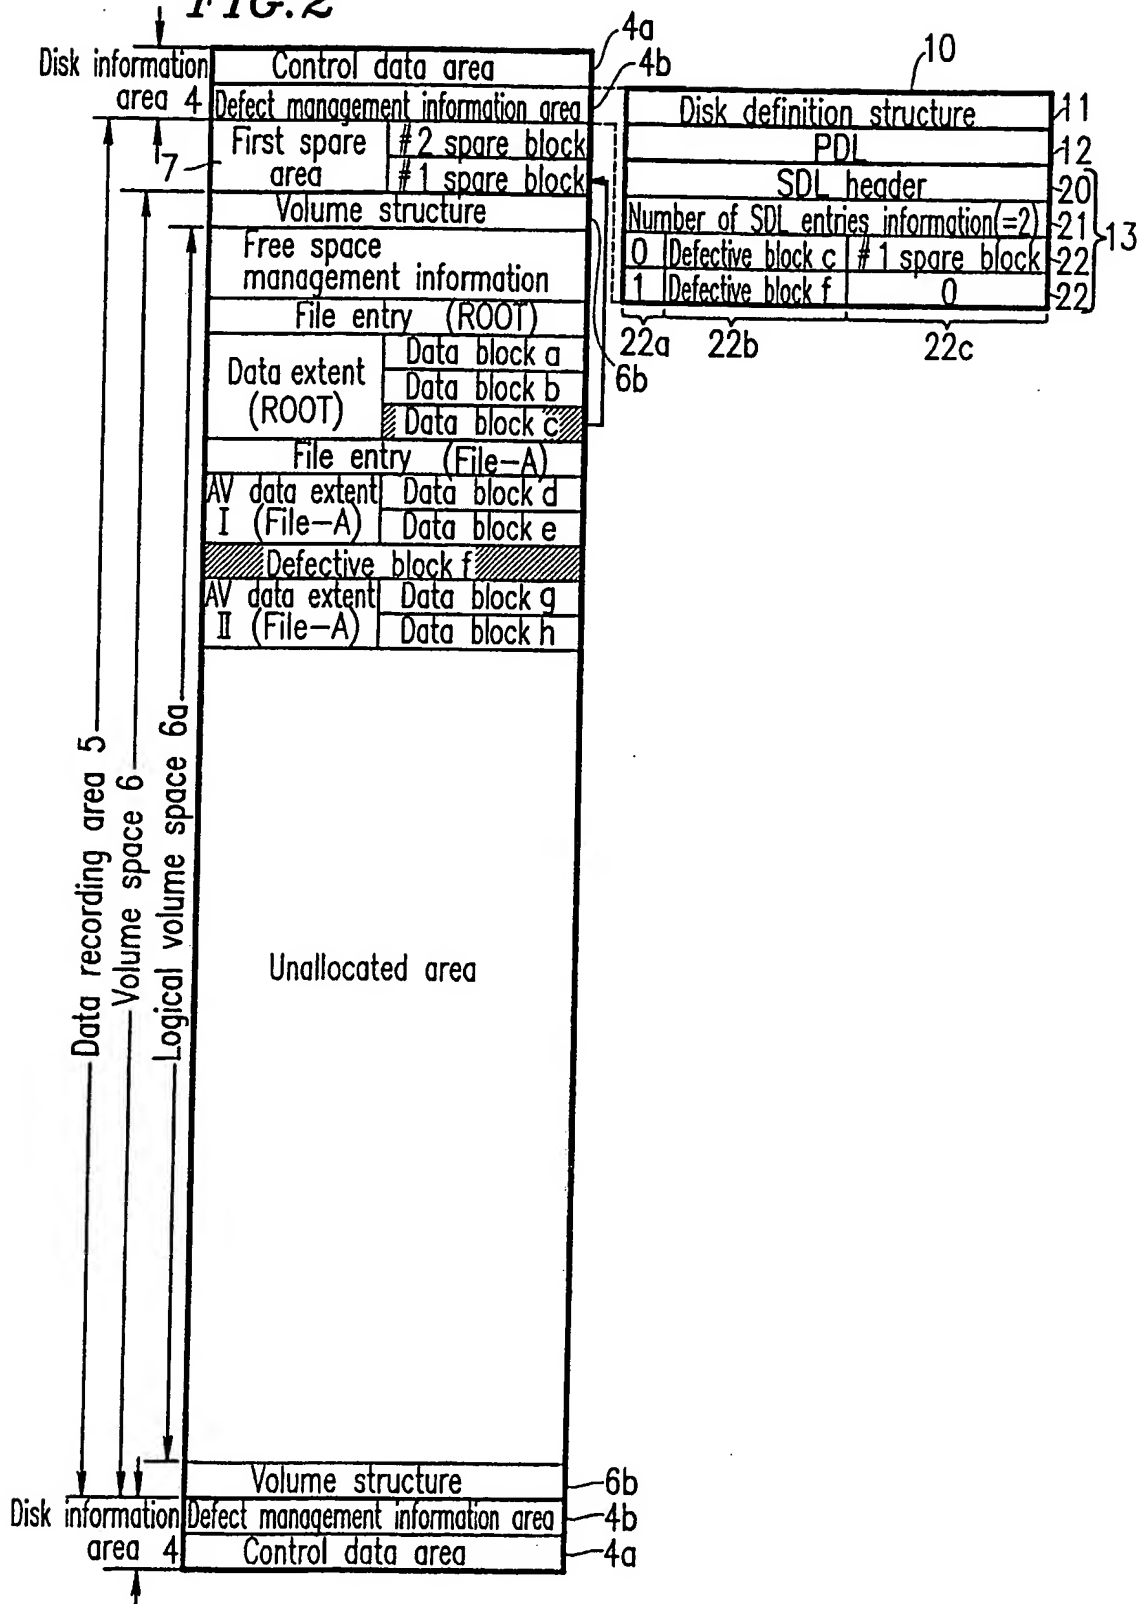 FIG.2
Disk information
area 4
Control data area
4a
Defect management information area
4b
7
First spare
area
#2 spare block
#1 spare block
Volume structure
Free space
management information
File entry (ROOT)
Data extent
(ROOT)
Data block a
Data block b
Data block c
File entry (File-A)
AV data extent
I (File-A)
Data block d
Data block e
Defective block f
AV data extent
II (File-A)
Data block g
Data block h
10
Disk definition structure
11
PDL
12
SDL header
20
Number of SDL entries information(=2)
21
13
0 Defective block c #1 spare block
22
1 Defective block f 0
22
22a 22b 22c
6b
Data recording area 5
Volume space 6
Logical volume space 6a
Unallocated area
Volume structure
6b
Disk information
area 4
Defect management information area
4b
Control data area
4a